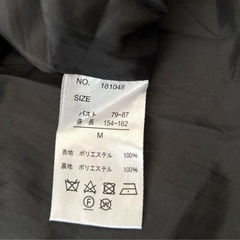 NO. 181046
SIZE
バスト 79-87
身 長 154-162
M
表地 ポリエステル 100%
裏地 ポリエステル 100%